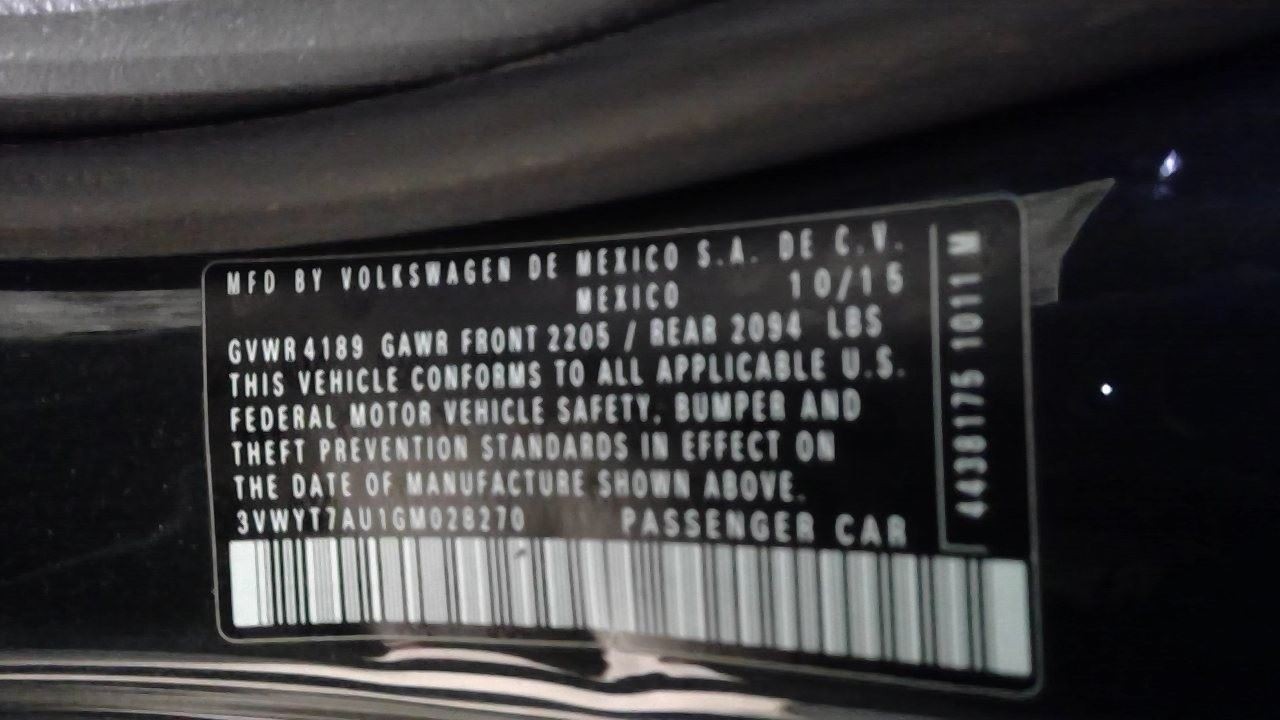 MFD BY VOLKSWAGEN DE MEXICO S.A. DE C.V.
MEXICO 10/15
GVWR 4189 GAWR FRONT 2205 / REAR 2094 LBS
THIS VEHICLE CONFORMS TO ALL APPLICABLE U.S.
FEDERAL MOTOR VEHICLE SAFETY, BUMPER AND
THEFT PREVENTION STANDARDS IN EFFECT ON
THE DATE OF MANUFACTURE SHOWN ABOVE.
3VWYT7AU1GM028270 PASSENGER CAR
4438175 1011 M